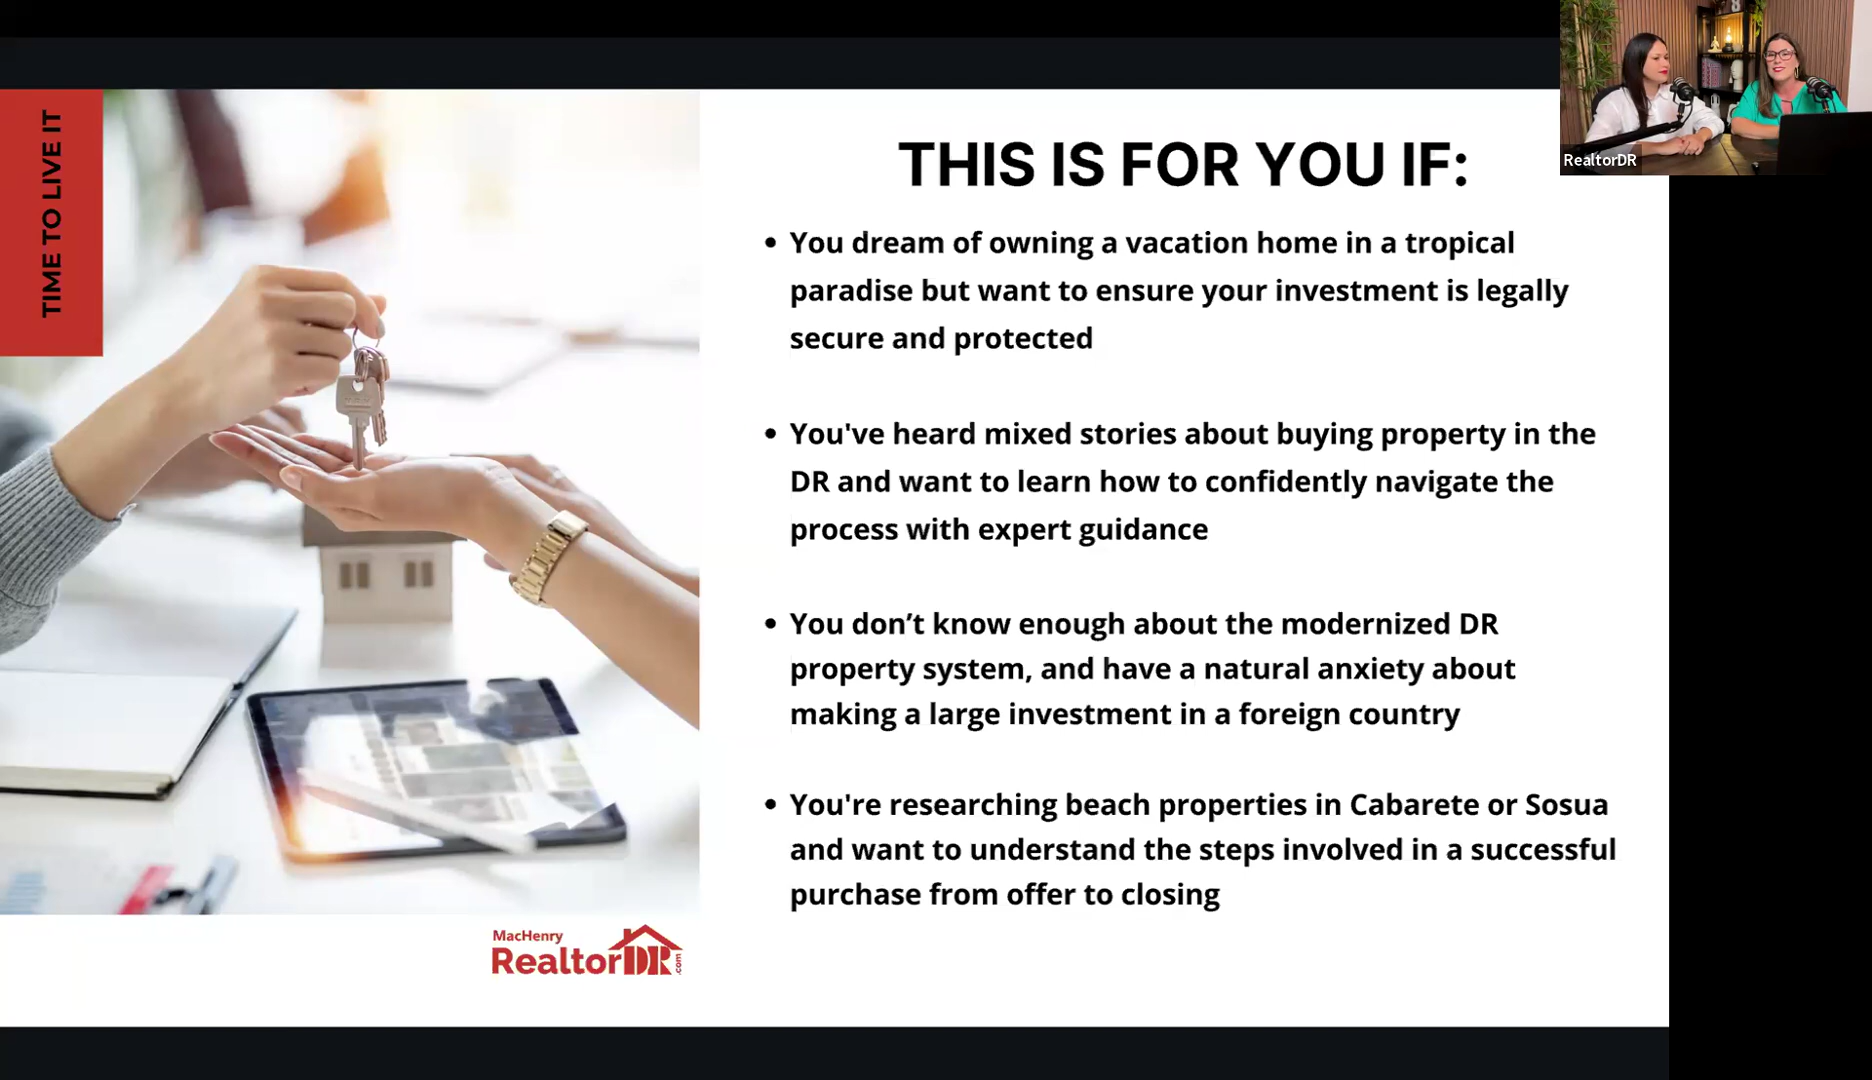 TIME TO LIVE IT
THIS IS FOR YOU IF:
• You dream of owning a vacation home in a tropical
paradise but want to ensure your investment is legally
secure and protected
• You've heard mixed stories about buying property in the
DR and want to learn how to confidently navigate the
process with expert guidance
• You don’t know enough about the modernized DR
property system, and have a natural anxiety about
making a large investment in a foreign country
• You're researching beach properties in Cabarete or Sosua
and want to understand the steps involved in a successful
purchase from offer to closing
MacHenry
RealtorDR.com
RealtorDR